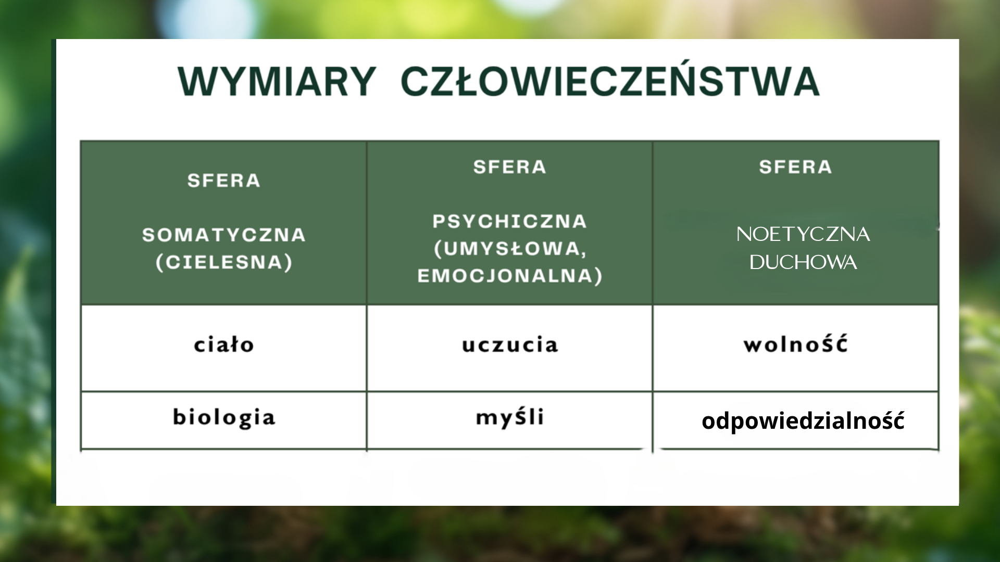 WYMIARY CZŁOWIECZEŃSTWA
SFERA
SOMATYCZNA
(CIELESNA)
SFERA
PSYCHICZNA
(UMYSŁOWA,
EMOCJONALNA)
SFERA
NOETYCZNA
DUCHOWA
ciało
uczucia
wolność
biologia
myśli
odpowiedzialność